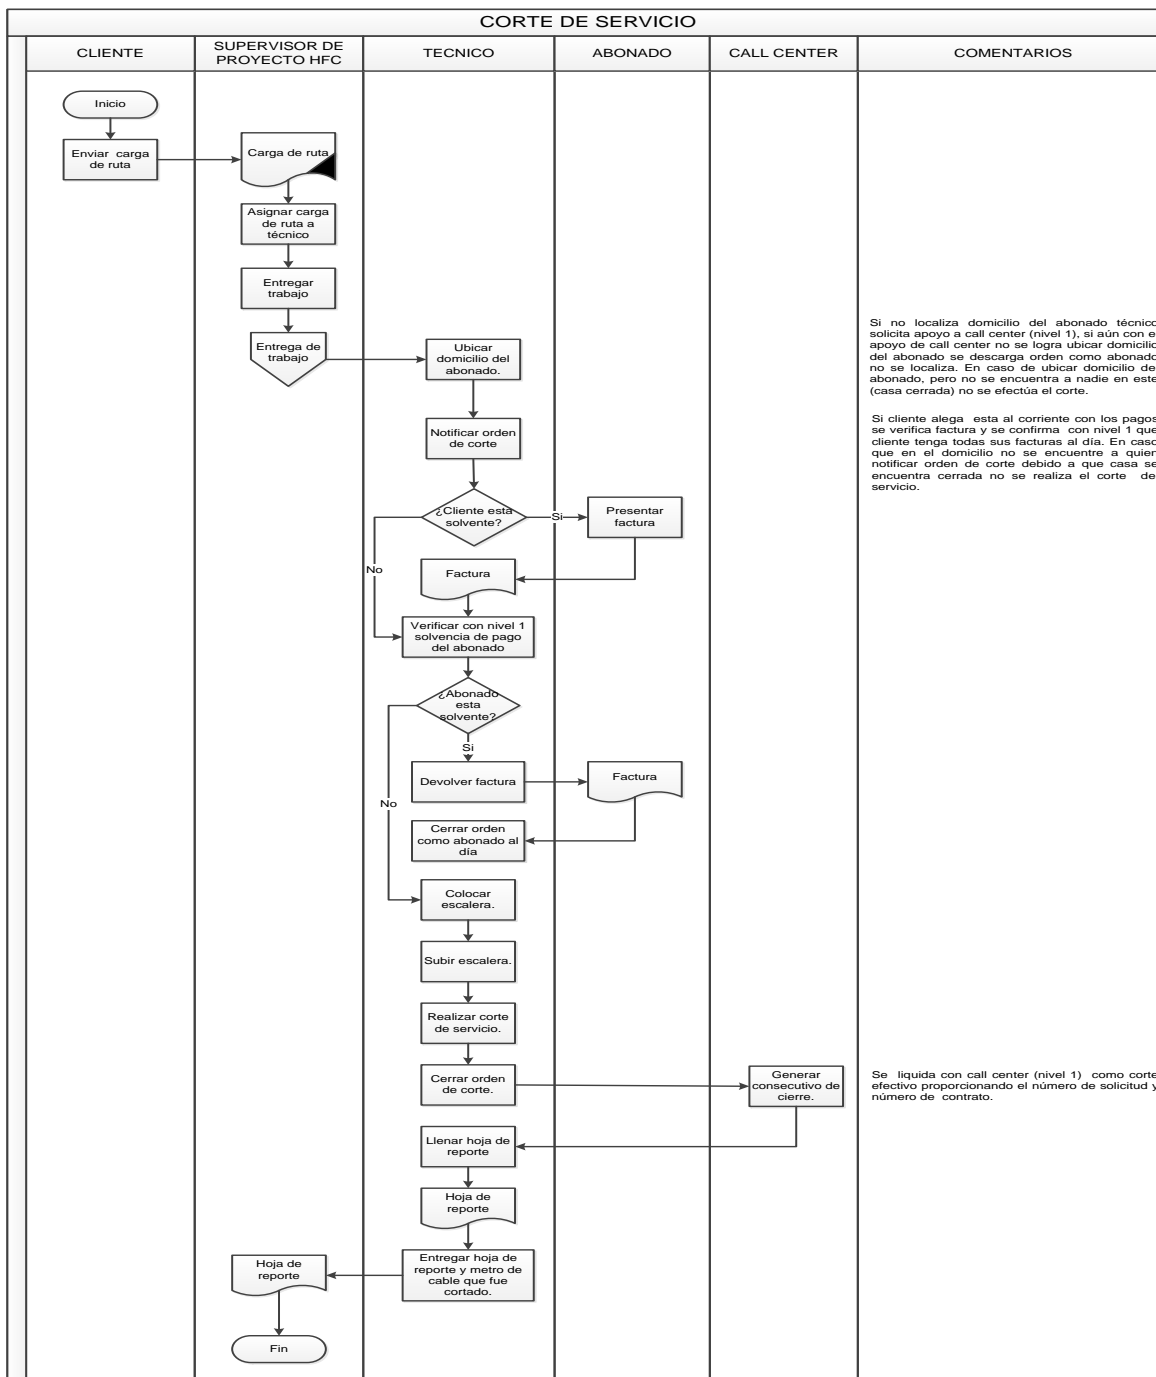 CORTE DE SERVICIO
CLIENTE
SUPERVISOR DE
PROYECTO HFC
TECNICO
ABONADO
CALL CENTER
COMENTARIOS
Inicio
Enviar carga
de ruta
Carga de ruta
Asignar carga
de ruta a
técnico
Entregar
trabajo
Entrega de
trabajo
Ubicar
domicilio del
abonado.
Si no localiza domicilio del abonado técnico
solicita apoyo a call center (nivel 1), si aún con e
apoyo de call center no se logra ubicar domicilio
del abonado se descarga orden como abonado
no se localiza. En caso de ubicar domicilio de
abonado, pero no se encuentra a nadie en este
(casa cerrada) no se efectúa el corte.
Notificar orden
de corte
Si cliente alega esta al corriente con los pagos
se verifica factura y se confirma con nivel 1 que
cliente tenga todas sus facturas al día. En caso
que en el domicilio no se encuentre a quien
notificar orden de corte debido a que casa se
encuentra cerrada no se realiza el corte de
servicio.
¿Cliente esta
solvente?
Si
Presentar
factura
No
Factura
Verificar con nivel 1
solvencia de pago
del abonado
¿Abonado
esta
solvente?
Si
Devolver factura
Factura
No
Cerrar orden
como abonado al
día
Colocar
escalera.
Subir escalera.
Realizar corte
de servicio.
Cerrar orden
de corte.
Generar
consecutivo de
cierre.
Se liquida con call center (nivel 1) como corte
efectivo proporcionando el número de solicitud y
número de contrato.
Llenar hoja de
reporte
Hoja de
reporte
Entregar hoja de
reporte y metro de
cable que fue
cortado.
Hoja de
reporte
Fin